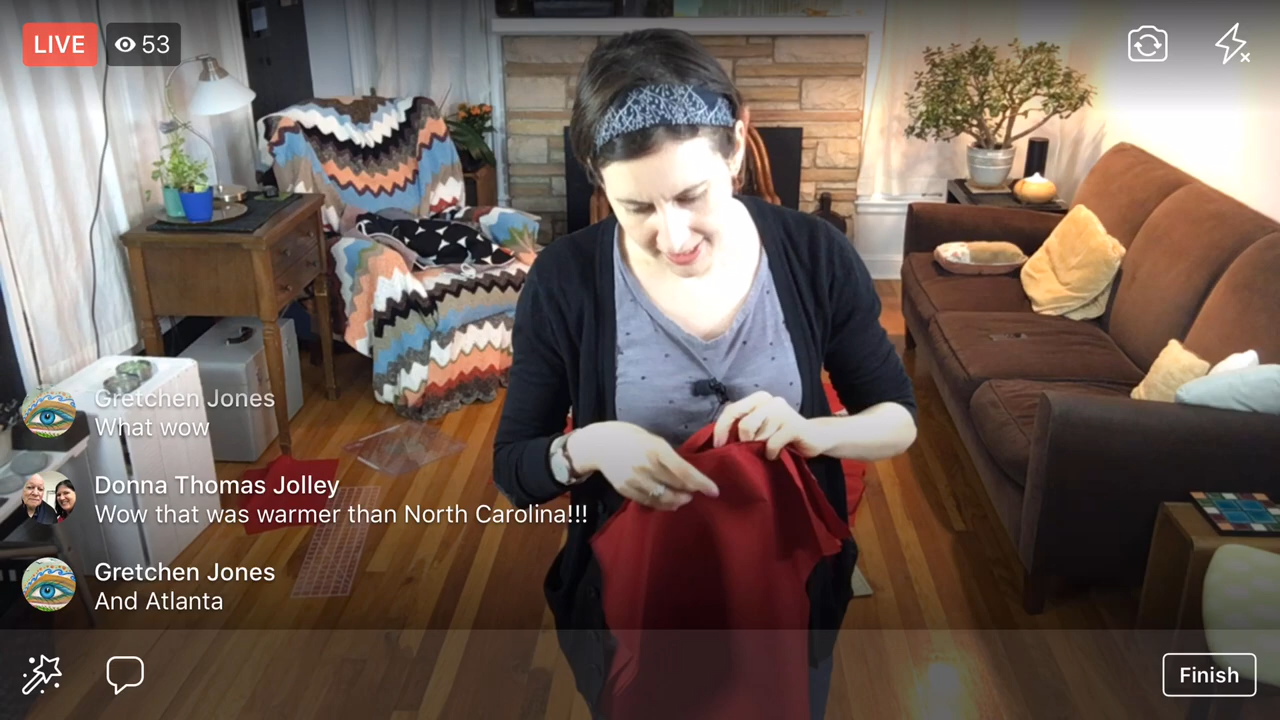 LIVE
53
Gretchen Jones
What wow
Donna Thomas Jolley
Wow that was warmer than North Carolina!!!
Gretchen Jones
And Atlanta
Finish